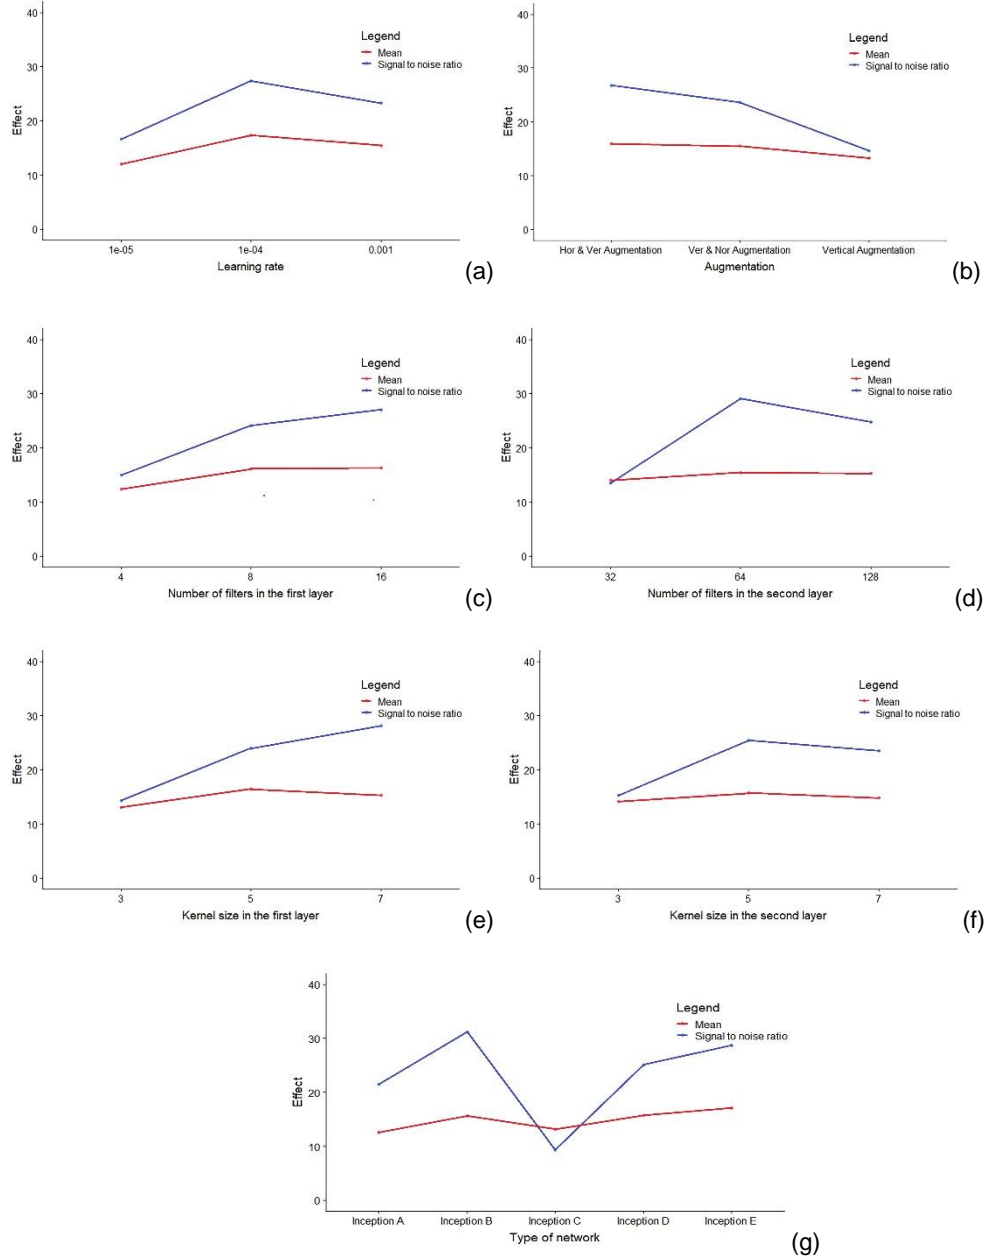 40
30
20
10
0
Effect
Legend
Mean
Signal to noise ratio
1e-05 1e-04 0.001
Learning rate
(a)
40
30
20
10
0
Effect
Legend
Mean
Signal to noise ratio
Hor & Ver Augmentation Ver & Nor Augmentation Vertical Augmentation
Augmentation
(b)
40
30
20
10
0
Effect
Legend
Mean
Signal to noise ratio
4 8 16
Number of filters in the first layer
(c)
40
30
20
10
0
Effect
Legend
Mean
Signal to noise ratio
32 64 128
Number of filters in the second layer
(d)
40
30
20
10
0
Effect
Legend
Mean
Signal to noise ratio
3 5 7
Kernel size in the first layer
(e)
40
30
20
10
0
Effect
Legend
Mean
Signal to noise ratio
3 5 7
Kernel size in the second layer
(f)
40
30
20
10
0
Effect
Legend
Mean
Signal to noise ratio
Inception A Inception B Inception C Inception D Inception E
Type of network
(g)